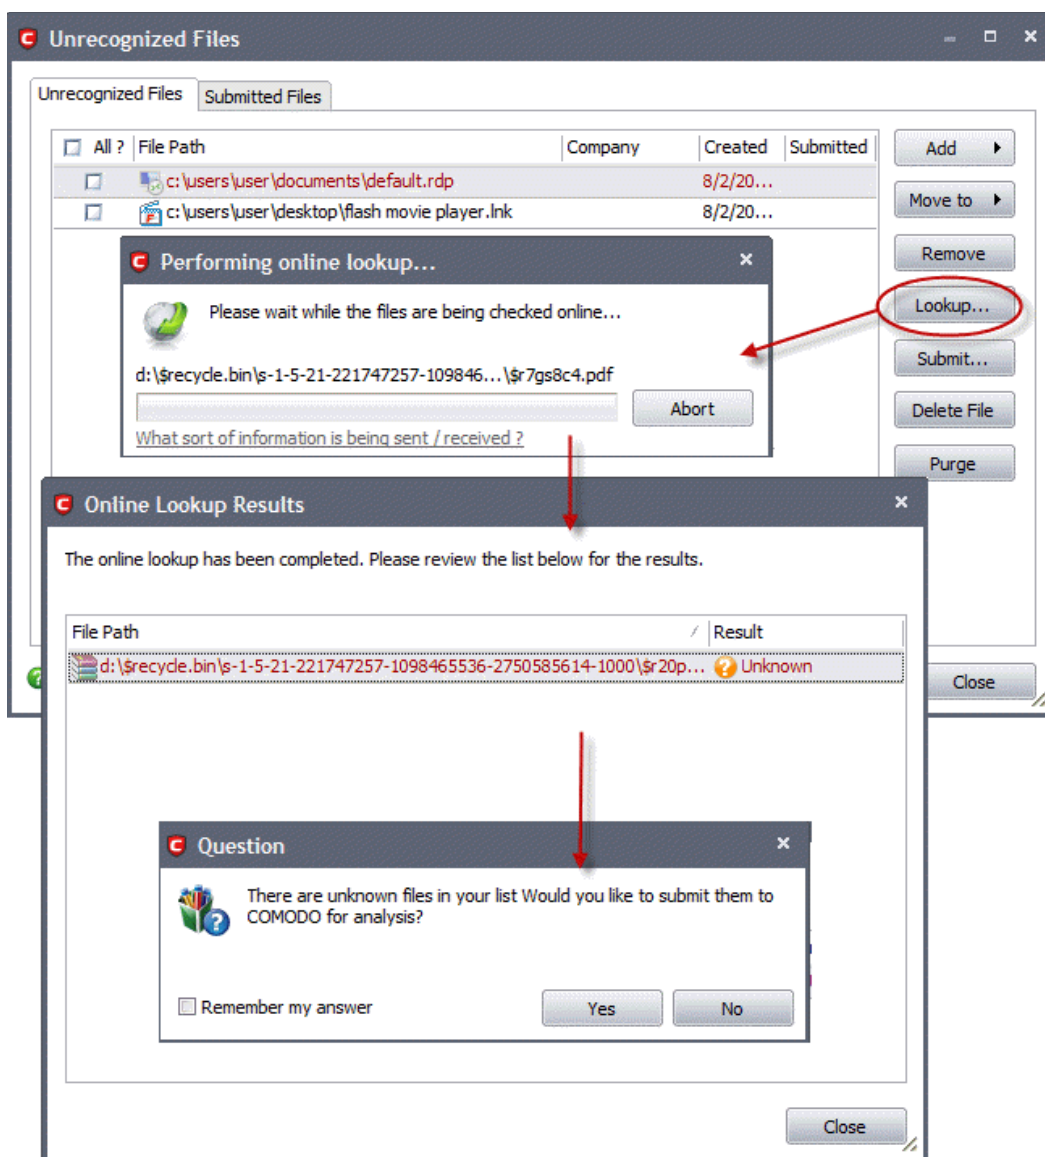 Unrecognized Files
Unrecognized Files Submitted Files
All ? File Path Company Created Submitted
c:\users\user\documents\default.rdp 8/2/20...
c:\users\user\desktop\flash movie player.lnk 8/2/20...
Add
Move to
Remove
Lookup...
Submit...
Delete File
Purge
Performing online lookup...
Please wait while the files are being checked online...
d:\$recycle.bin\s-1-5-21-221747257-109846...\$r7gs8c4.pdf
Abort
What sort of information is being sent / received ?
Online Lookup Results
The online lookup has been completed. Please review the list below for the results.
File Path Result
d:\$recycle.bin\s-1-5-21-221747257-1098465536-2750585614-1000\$r20p... Unknown
Close
Question
There are unknown files in your list Would you like to submit them to
COMODO for analysis?
Remember my answer Yes No
Close